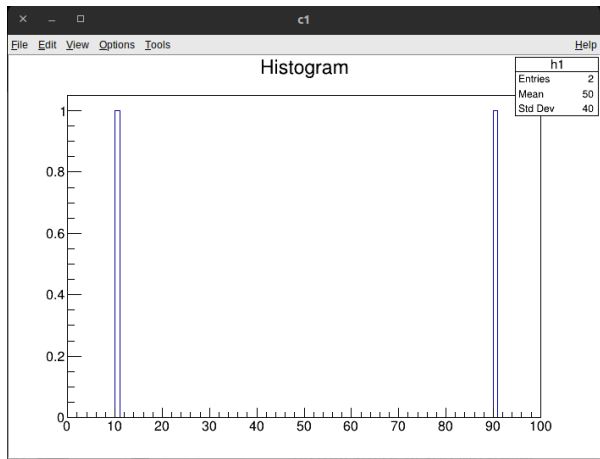 c1
File Edit View Options Tools Help
Histogram
h1
Entries 2
Mean 50
Std Dev 40
1
0.8
0.6
0.4
0.2
0
0 10 20 30 40 50 60 70 80 90 100